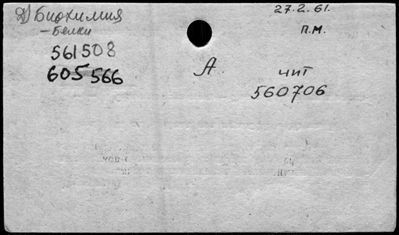 Д) Биохимия
– Белки
27.2.61.
п.м.
561508
605566
А.
чит
560706